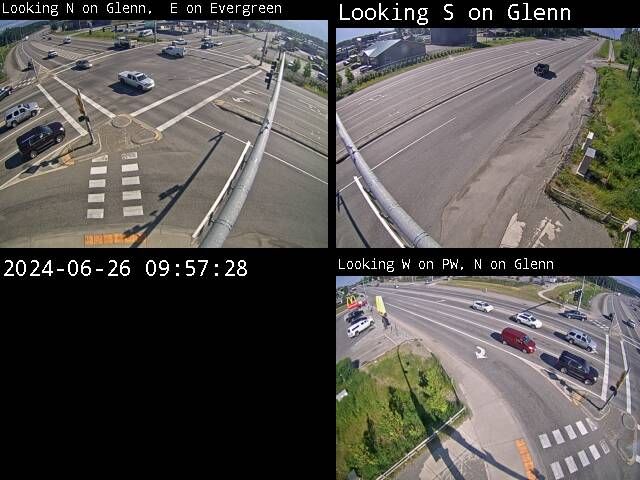 Looking N on Glenn,  E on Evergreen
Looking S on Glenn
2024-06-26 09:57:28
Looking W on PW, N on Glenn